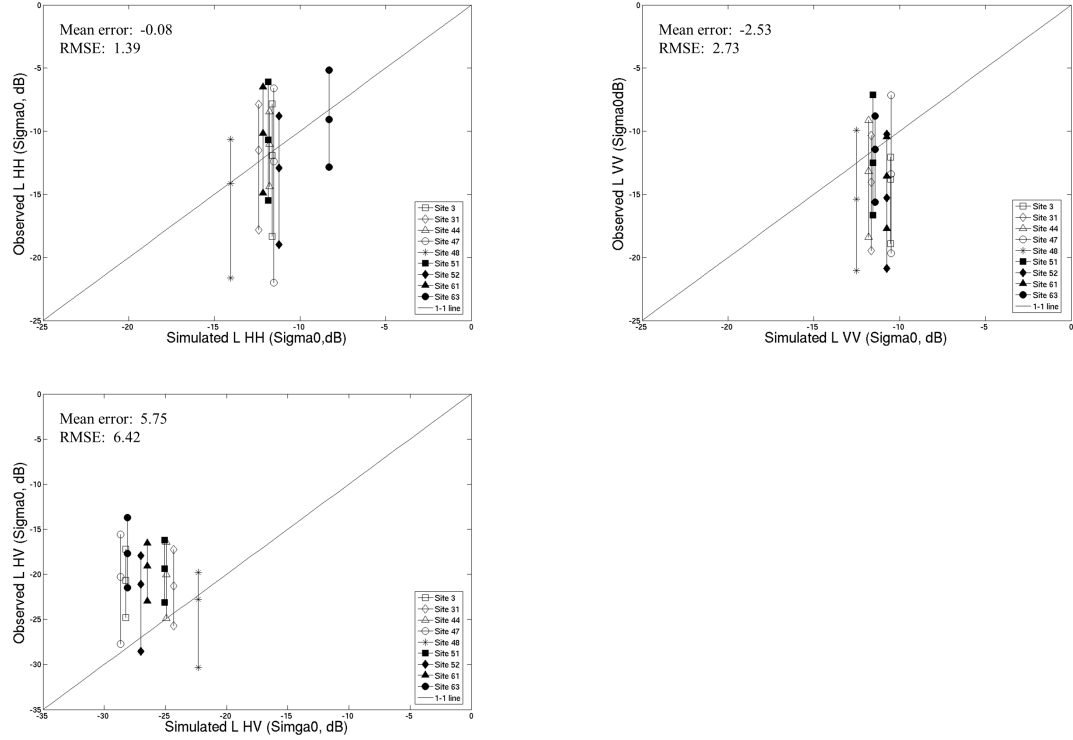 Mean error: -0.08
RMSE: 1.39
Observed L HH (Sigma0, dB)
0
-5
-10
-15
-20
-25
-25 -20 -15 -10 -5 0
Simulated L HH (Sigma0,dB)
Site 3
Site 31
Site 44
Site 47
Site 48
Site 51
Site 52
Site 61
Site 63
1-1 line
Mean error: -2.53
RMSE: 2.73
Observed L VV (Sigma0dB)
0
-5
-10
-15
-20
-25
-25 -20 -15 -10 -5 0
Simulated L VV (Sigma0, dB)
Site 3
Site 31
Site 44
Site 47
Site 48
Site 51
Site 52
Site 61
Site 63
1-1 line
Mean error: 5.75
RMSE: 6.42
Observed L HV (Sigma0, dB)
0
-5
-10
-15
-20
-25
-30
-35
-35 -30 -25 -20 -15 -10 -5 0
Simulated L HV (Simga0, dB)
Site 3
Site 31
Site 44
Site 47
Site 48
Site 51
Site 52
Site 61
Site 63
1-1 line